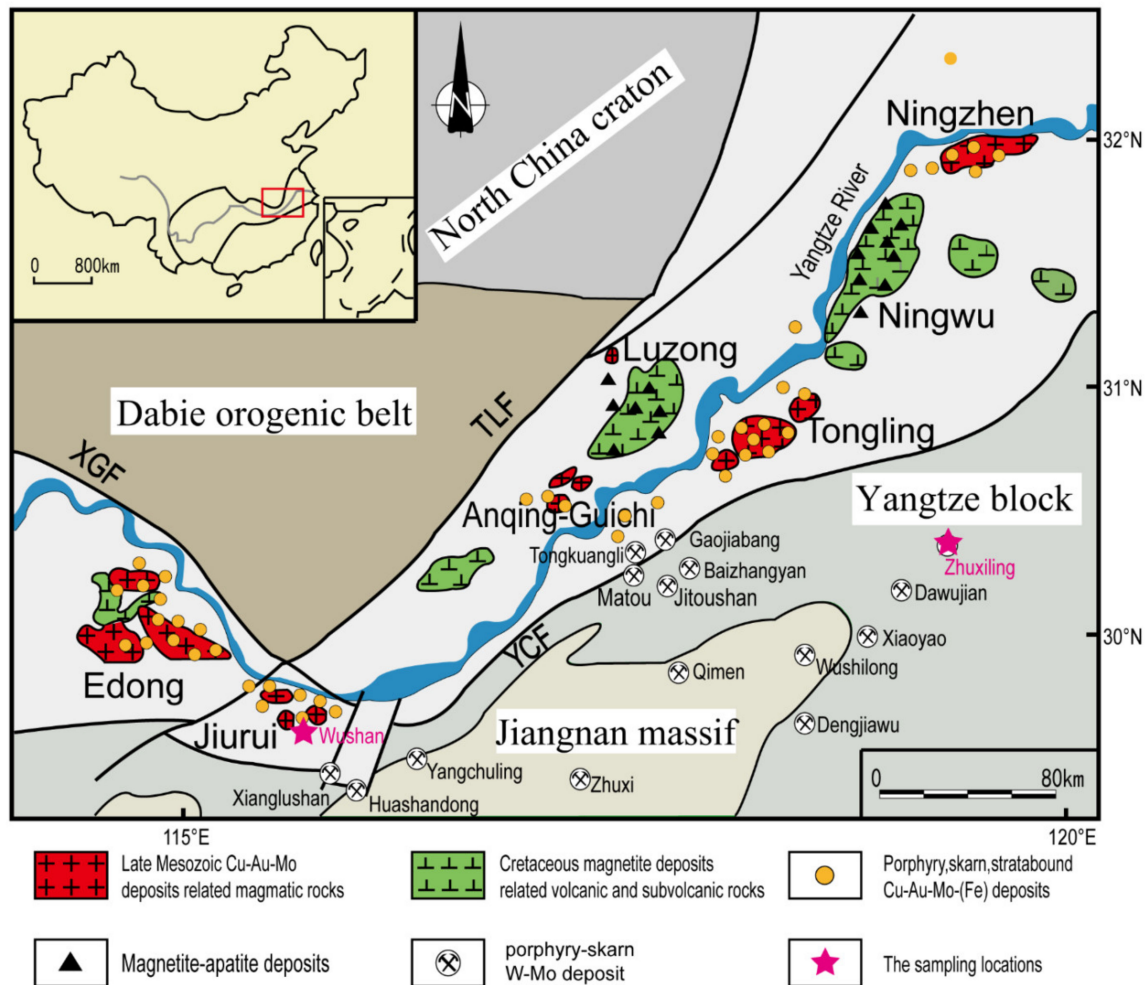 North China craton
N
Ningzhen
32°N
0 800km
Yangtze River
Ningwu
Luzong
31°N
Dabie orogenic belt
TLF
Tongling
XGF
Yangtze block
Anqing-Guichi
Tongkuangli
Gaojiabang
Zhuxiling
Baizhangyan
Matou
Jitoushan
Dawujian
YCF
30°N
Xiaoyao
Wushilong
Edong
Qimen
Jiurui
Wushan
Jiangnan massif
Dengjiawu
Yangchuling
Zhuxi
Xianglushan
Huashandong
0 80km
115°E
120°E
Late Mesozoic Cu-Au-Mo
deposits related magmatic rocks
Cretaceous magnetite deposits
related volcanic and subvolcanic rocks
Porphyry,skarn,stratabound
Cu-Au-Mo-(Fe) deposits
Magnetite-apatite deposits
porphyry-skarn
W-Mo deposit
The sampling locations